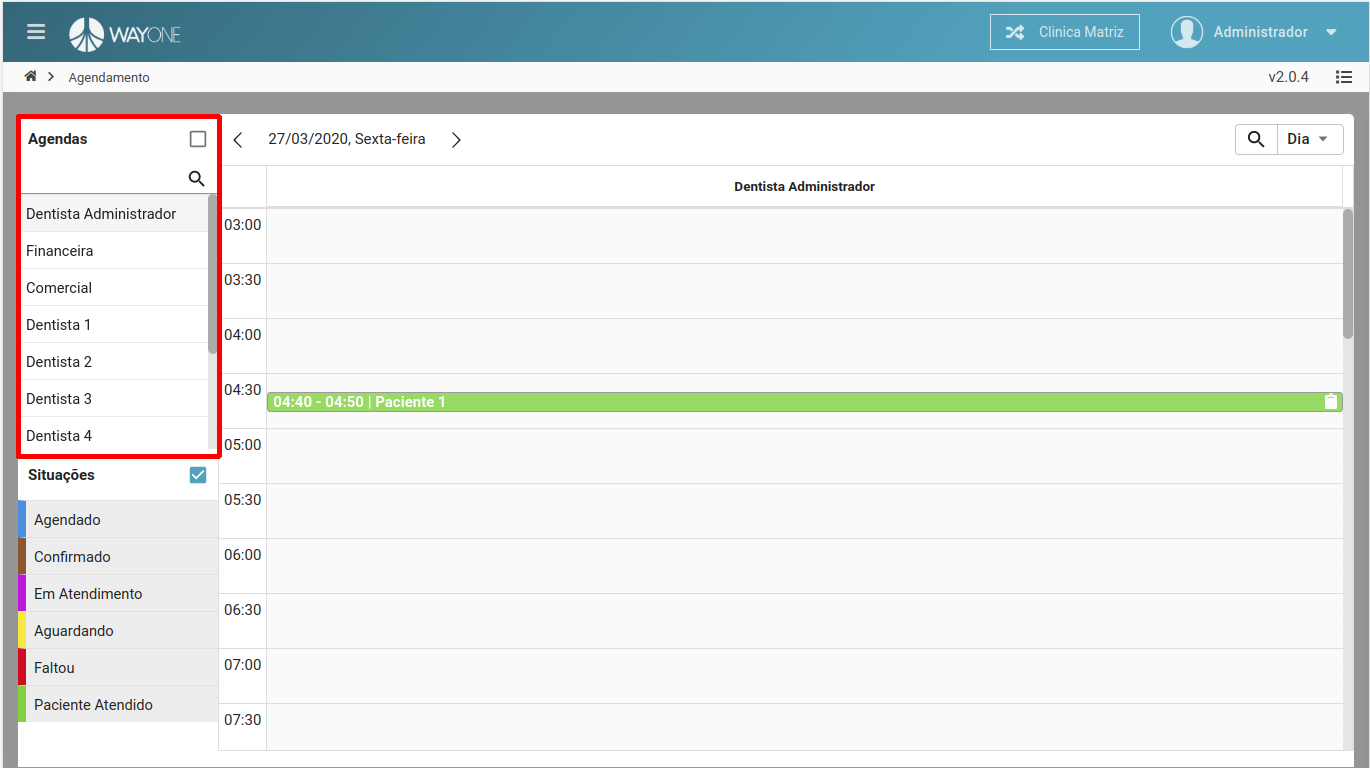 WAYONE
Clinica Matriz
Administrador
Agendamento
v2.0.4
Agendas
27/03/2020, Sexta-feira
Dia
Dentista Administrador
Dentista Administrador
Financeira
Comercial
Dentista 1
Dentista 2
Dentista 3
Dentista 4
Situações
Agendado
Confirmado
Em Atendimento
Aguardando
Faltou
Paciente Atendido
03:00
03:30
04:00
04:30
04:40 - 04:50 | Paciente 1
05:00
05:30
06:00
06:30
07:00
07:30